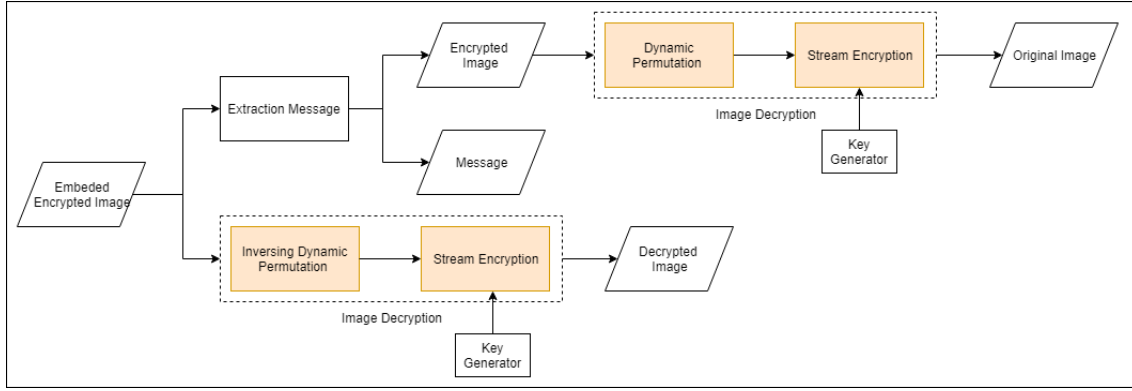 Encrypted
Image
Dynamic
Permutation
Stream Encryption
Original Image
Extraction Message
Image Decryption
Message
Key
Generator
Embeded
Encrypted Image
Inversing Dynamic
Permutation
Stream Encryption
Decrypted
Image
Image Decryption
Key
Generator